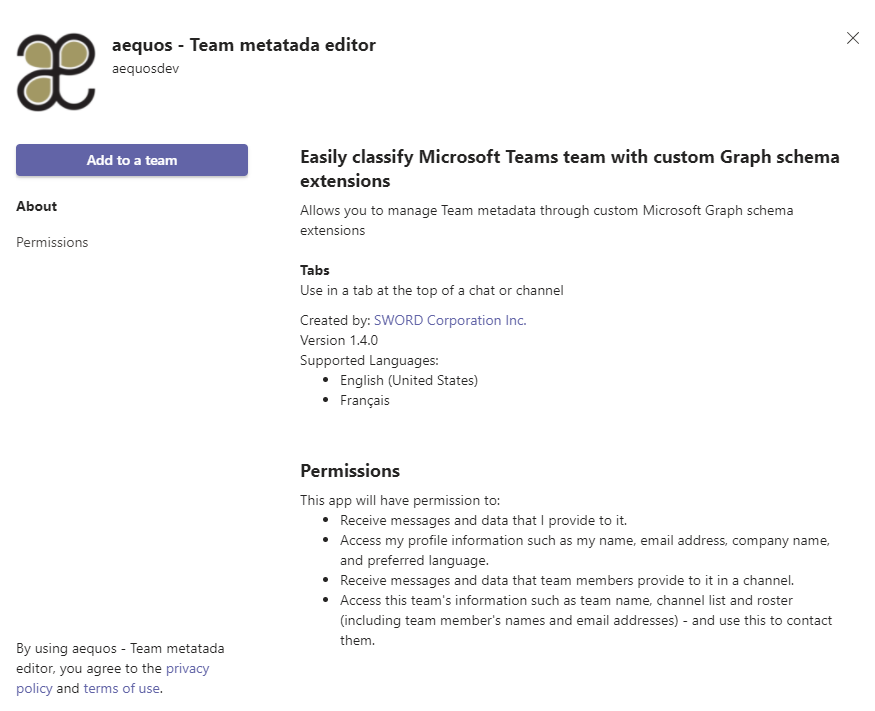 aequos - Team metatada editor
aequosdev
Add to a team
About
Permissions
Easily classify Microsoft Teams team with custom Graph schema
extensions
Allows you to manage Team metadata through custom Microsoft Graph schema
extensions
Tabs
Use in a tab at the top of a chat or channel
Created by: SWORD Corporation Inc.
Version 1.4.0
Supported Languages:
• English (United States)
• Français
Permissions
This app will have permission to:
• Receive messages and data that I provide to it.
• Access my profile information such as my name, email address, company name,
and preferred language.
• Receive messages and data that team members provide to it in a channel.
• Access this team's information such as team name, channel list and roster
(including team member's names and email addresses) - and use this to contact
them.
By using aequos - Team metatada
editor, you agree to the privacy
policy and terms of use.